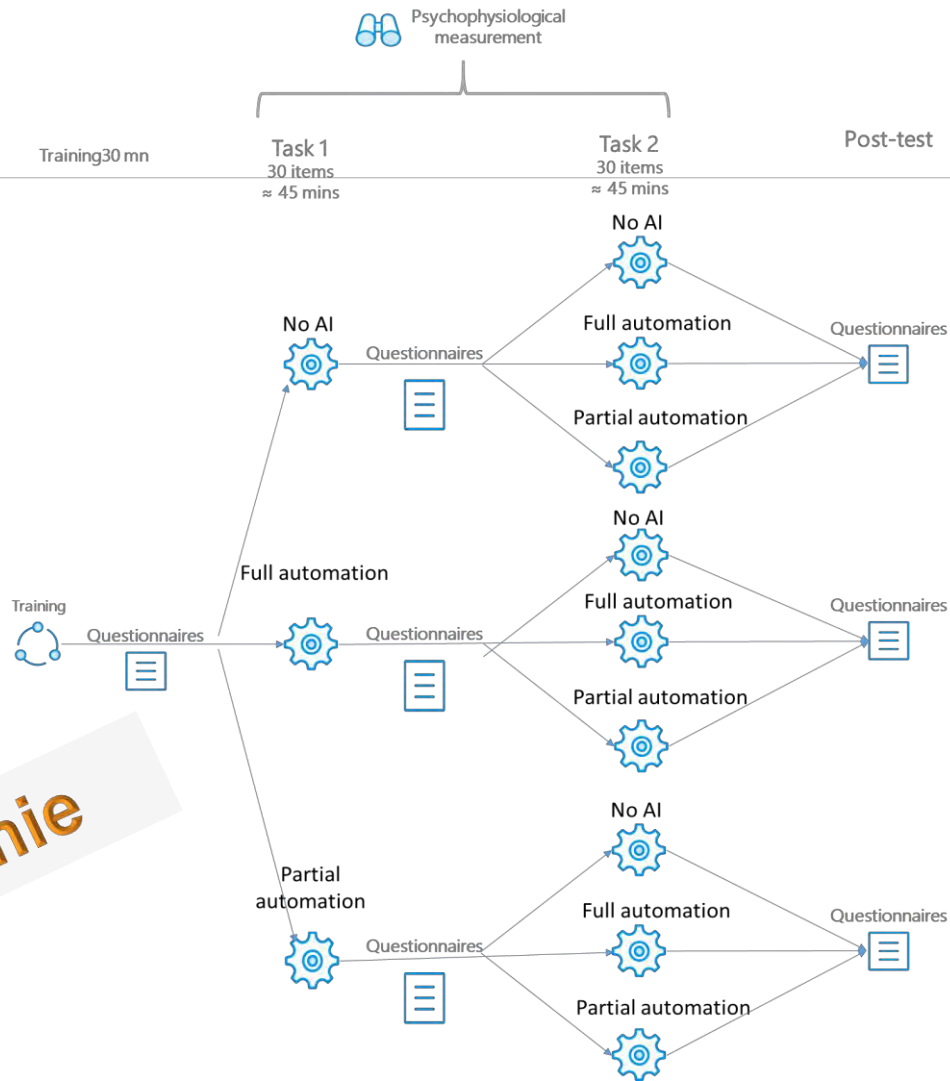 Psychophysiological
measurement
Training30 mn
Task 1
30 items
≈ 45 mins
Task 2
30 items
≈ 45 mins
Post-test
No AI
No AI
Questionnaires
Full automation
Questionnaires
Partial automation
No AI
Full automation
Training
Questionnaires
Questionnaires
Full automation
Questionnaires
Partial automation
No AI
Partial
automation
Questionnaires
Full automation
Questionnaires
Partial automation